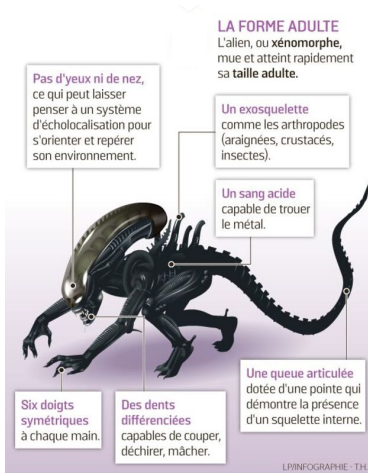 LA FORME ADULTE
L'alien, ou xénomorphe,
mue et atteint rapidement
sa taille adulte.
Pas d'yeux ni de nez,
ce qui peut laisser
penser à un système
d'écholocalisation pour
s'orienter et repérer
son environnement.
Un exosquelette
comme les arthropodes
(araignées, crustacés,
insectes).
Un sang acide
capable de trouer
le métal.
Six doigts
symétriques
à chaque main.
Des dents
différenciées
capables de couper,
déchirer, mâcher.
Une queue articulée
dotée d'une pointe qui
démontre la présence
d'un squelette interne.
LP/INFOGRAPHIE - T.H.